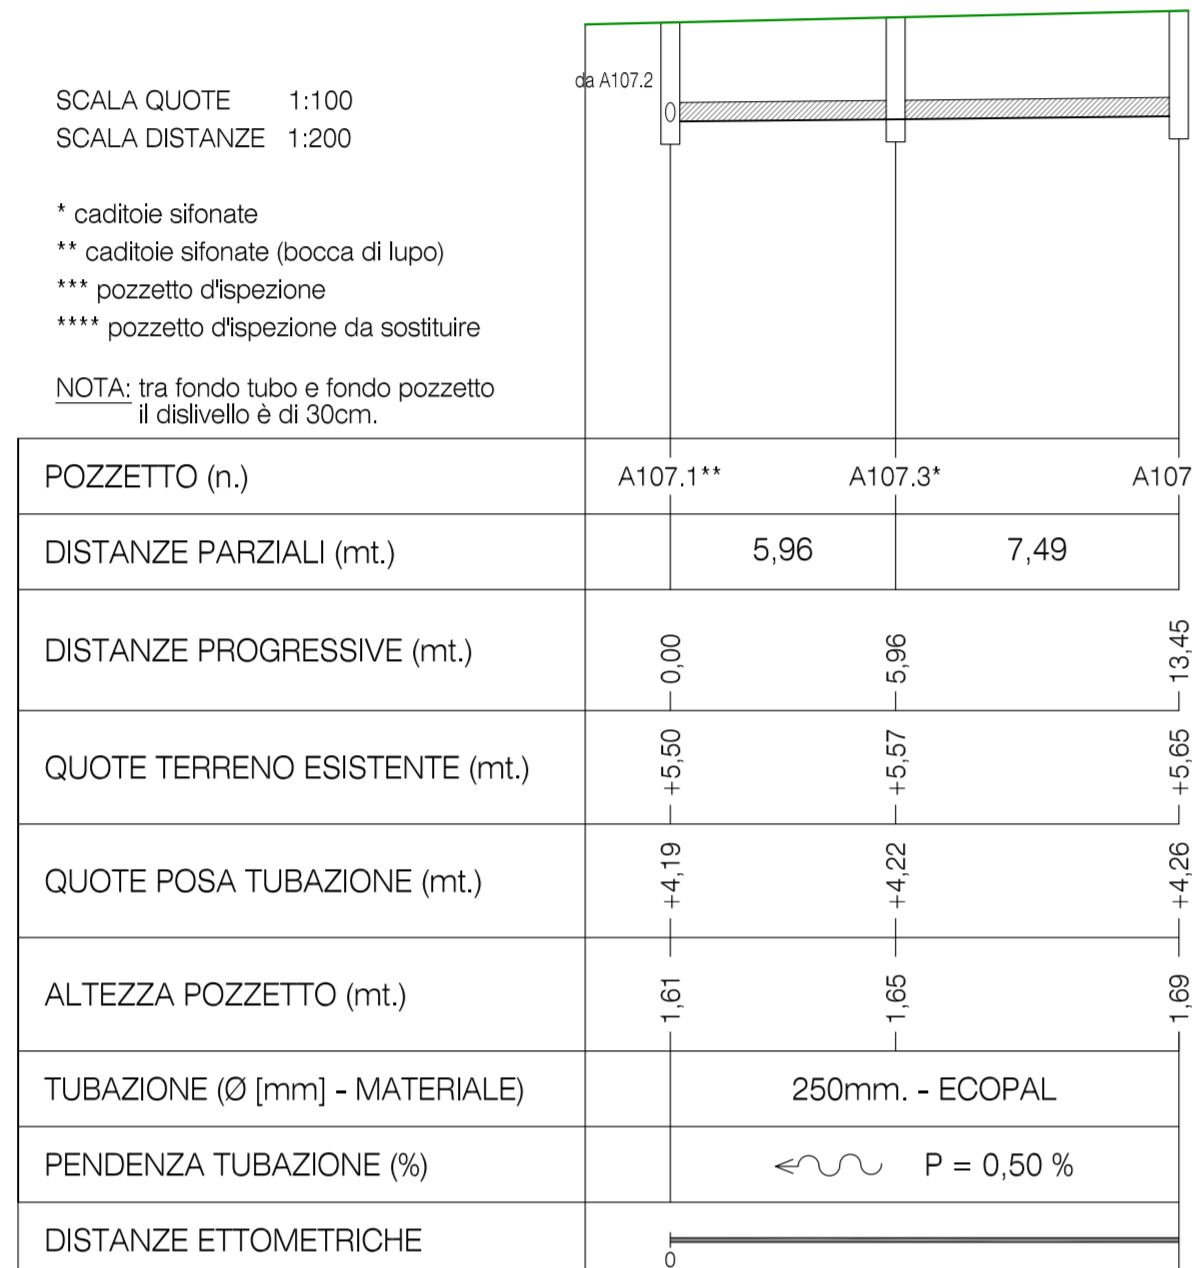 da A107.2
SCALA QUOTE 1:100
SCALA DISTANZE 1:200
* caditoie sifonate
** caditoie sifonate (bocca di lupo)
*** pozzetto d'ispezione
**** pozzetto d'ispezione da sostituire
NOTA: tra fondo tubo e fondo pozzetto
il dislivello è di 30cm.
POZZETTO (n.) A107.1** A107.3* A107
DISTANZE PARZIALI (mt.) 5,96 7,49
DISTANZE PROGRESSIVE (mt.) 0,00 5,96 13,45
QUOTE TERRENO ESISTENTE (mt.) +5,50 +5,57 +5,65
QUOTE POSA TUBAZIONE (mt.) +4,19 +4,22 +4,26
ALTEZZA POZZETTO (mt.) 1,61 1,65 1,69
TUBAZIONE (Ø [mm] - MATERIALE) 250mm. - ECOPAL
PENDENZA TUBAZIONE (%) P = 0,50 %
DISTANZE ETTOMETRICHE 0